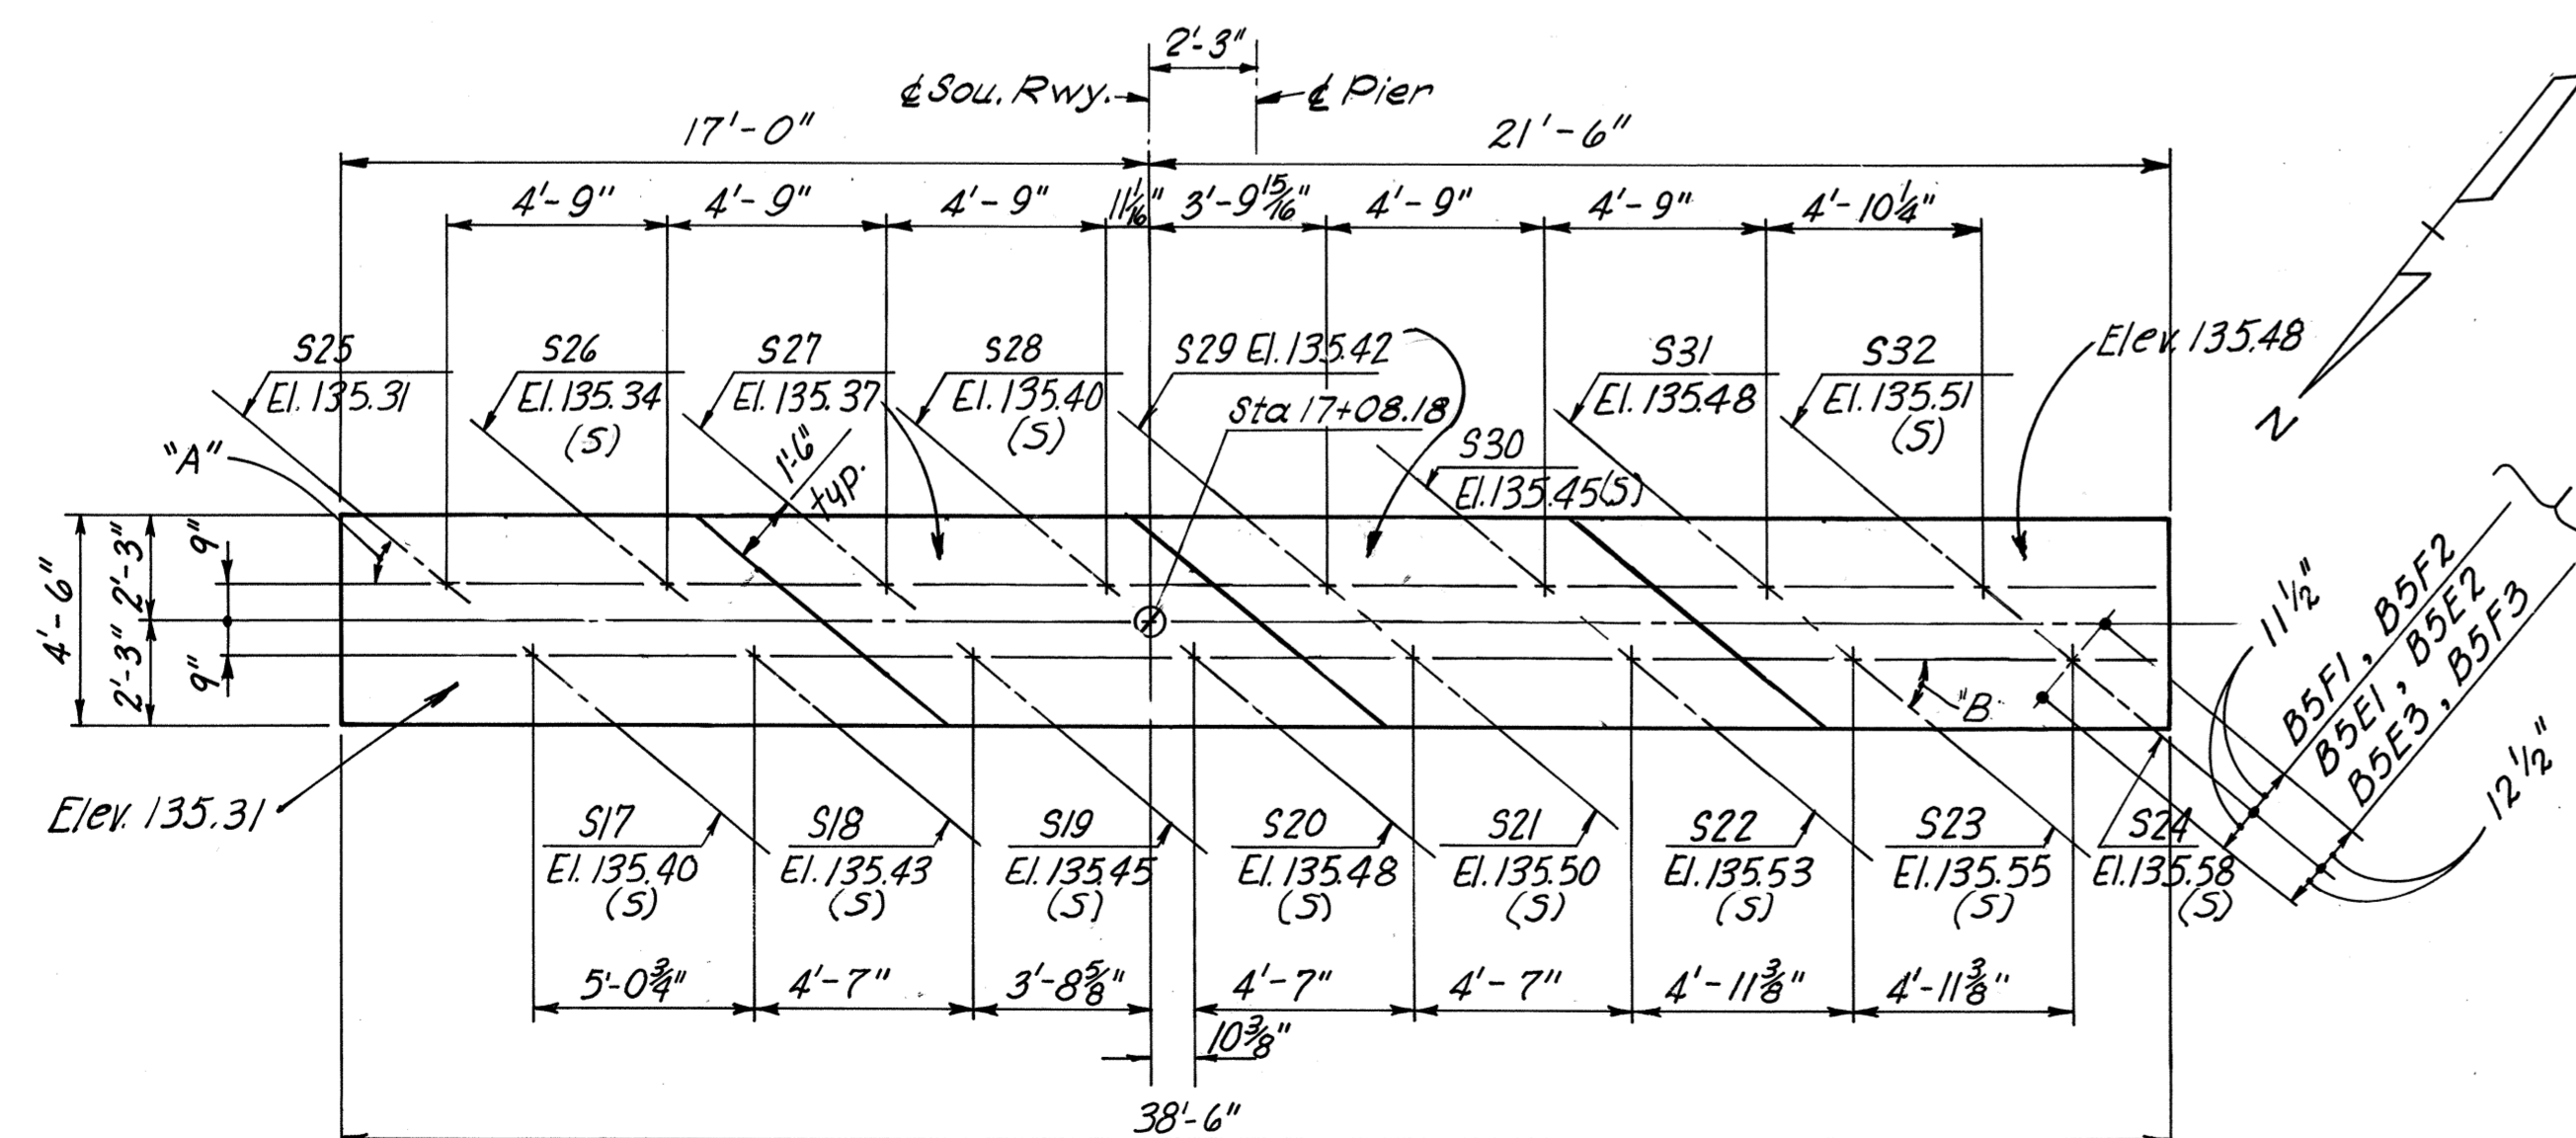 2'-3"
℄ Sou. Rwy. ℄ Pier
17'-0" 21'-6"
4'-9" 4'-9" 4'-9" 11 1/16" 3'-9 15/16" 4'-9" 4'-9" 4'-10 1/4"
S25
El. 135.31
S26
El. 135.34
(S)
S27
El. 135.37
S28
El. 135.40
(S)
S29 El. 135.42
Sta 17+08.18
S30
El. 135.45(S)
S31
El. 135.48
S32
El. 135.51
(S)
Elev. 135.48
N
"A"
1'-6"
typ.
4'-6"
2'-3"
2'-3"
9"
9"
"B"
11 1/2"
B5F1, B5F2
B5E1, B5E2
B5E3, B5F3
12 1/2"
Elev. 135.31
S17
El. 135.40
(S)
S18
El. 135.43
(S)
S19
El. 135.45
(S)
S20
El. 135.48
(S)
S21
El. 135.50
(S)
S22
El. 135.53
(S)
S23
El. 135.55
(S)
S24
El. 135.58
(S)
5'-0 3/4" 4'-7" 3'-8 5/8" 4'-7" 4'-7" 4'-11 3/8" 4'-11 3/8"
10 3/8"
38'-6"